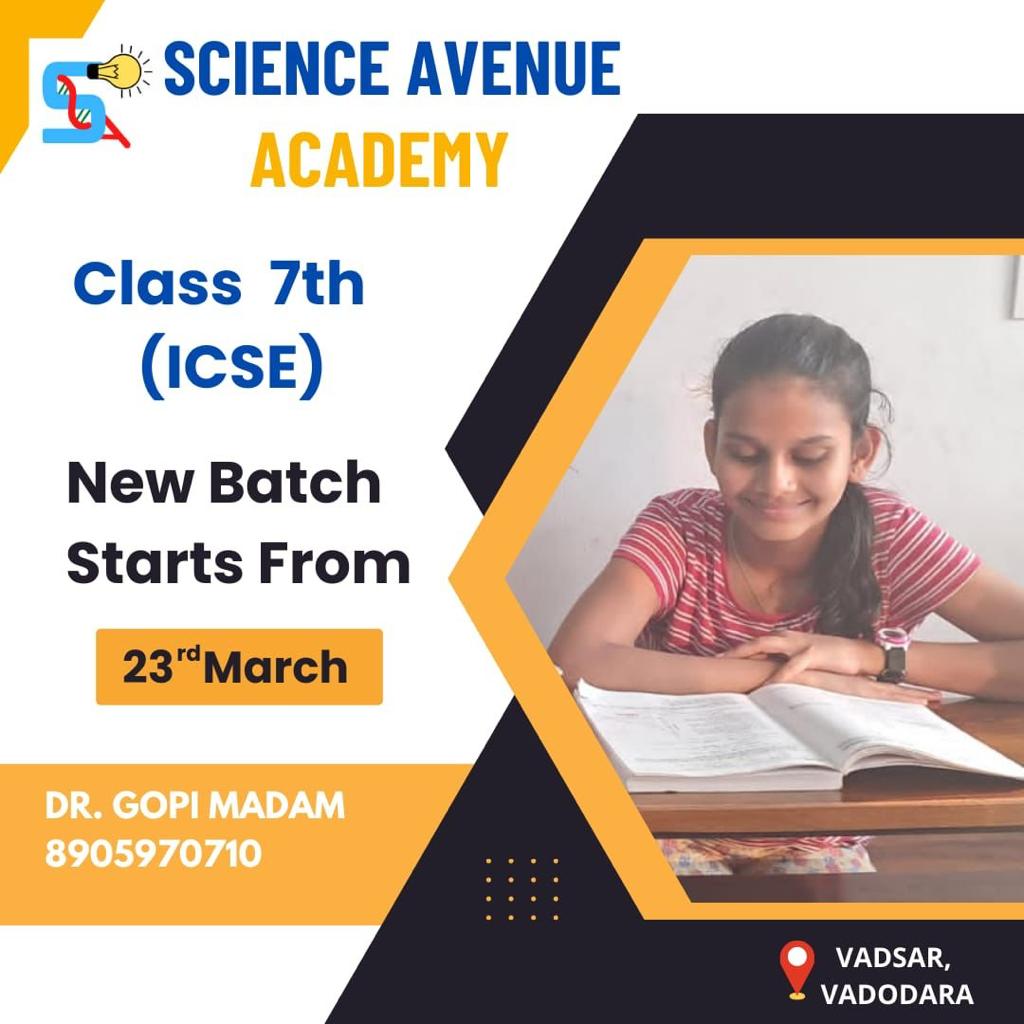 SCIENCE AVENUE
ACADEMY
Class 7th
(ICSE)
New Batch
Starts From
23rd March
DR. GOPI MADAM
8905970710
VADSAR,
VADODARA